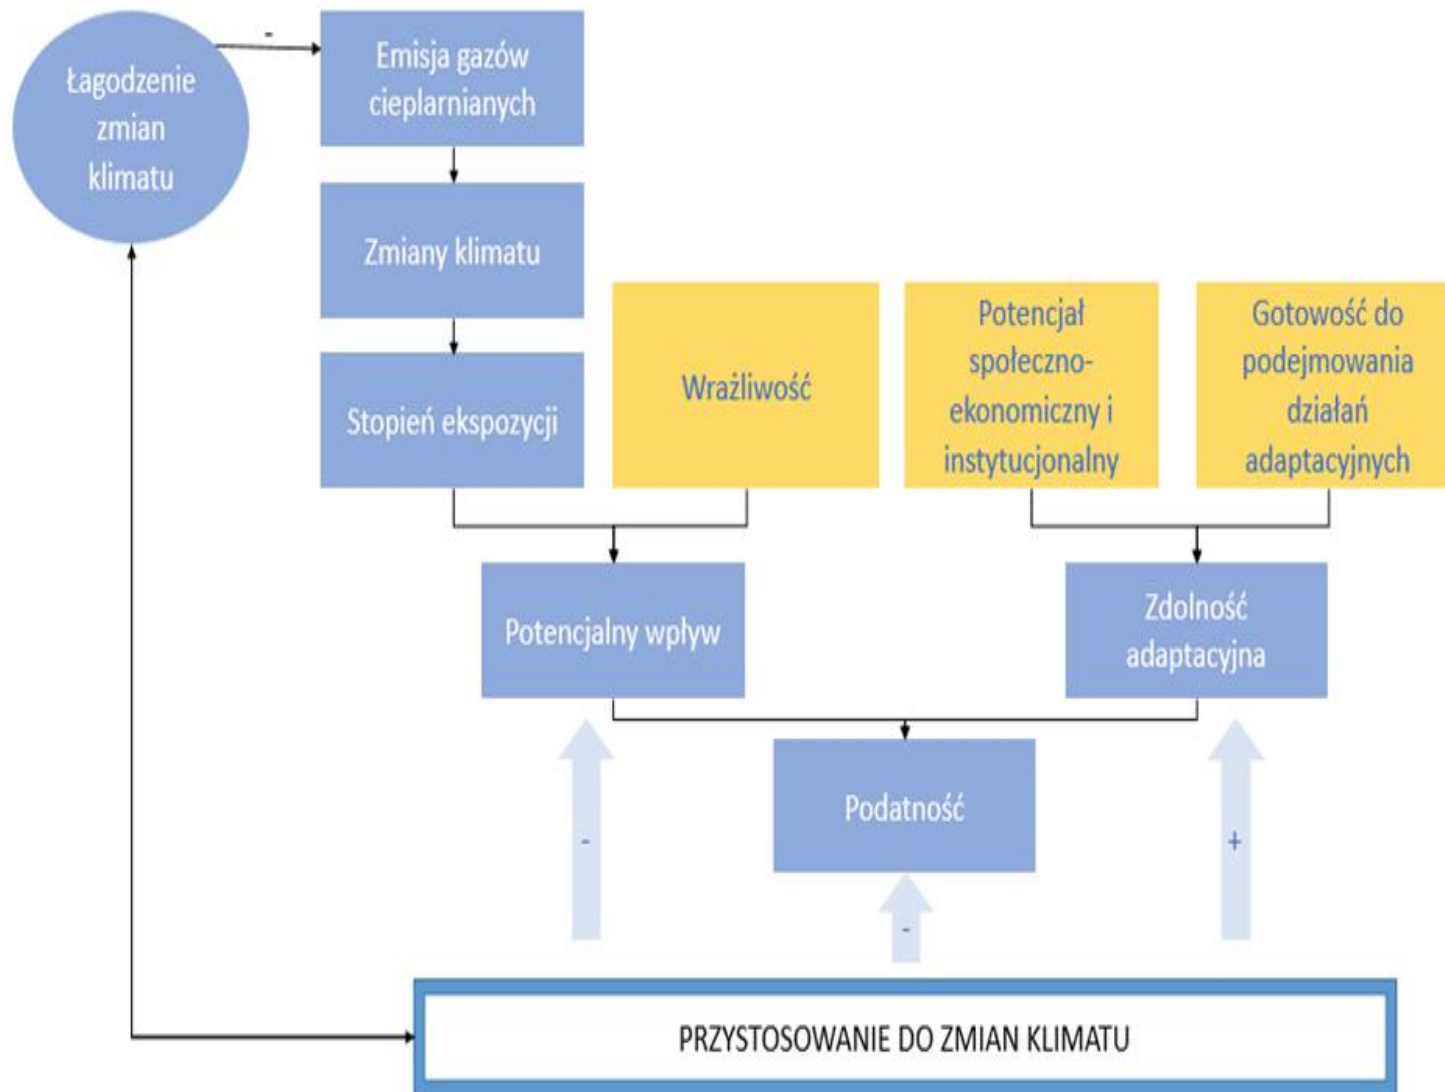 Łagodzenie
zmian
klimatu
-
Emisja gazów
cieplarnianych
Zmiany klimatu
Stopień ekspozycji
Wrażliwość
Potencjał
społeczno-
ekonomiczny i
instytucjonalny
Gotowość do
podejmowania
działań
adaptacyjnych
Potencjalny wpływ
Zdolność
adaptacyjna
Podatność
-
-
+
PRZYSTOSOWANIE DO ZMIAN KLIMATU